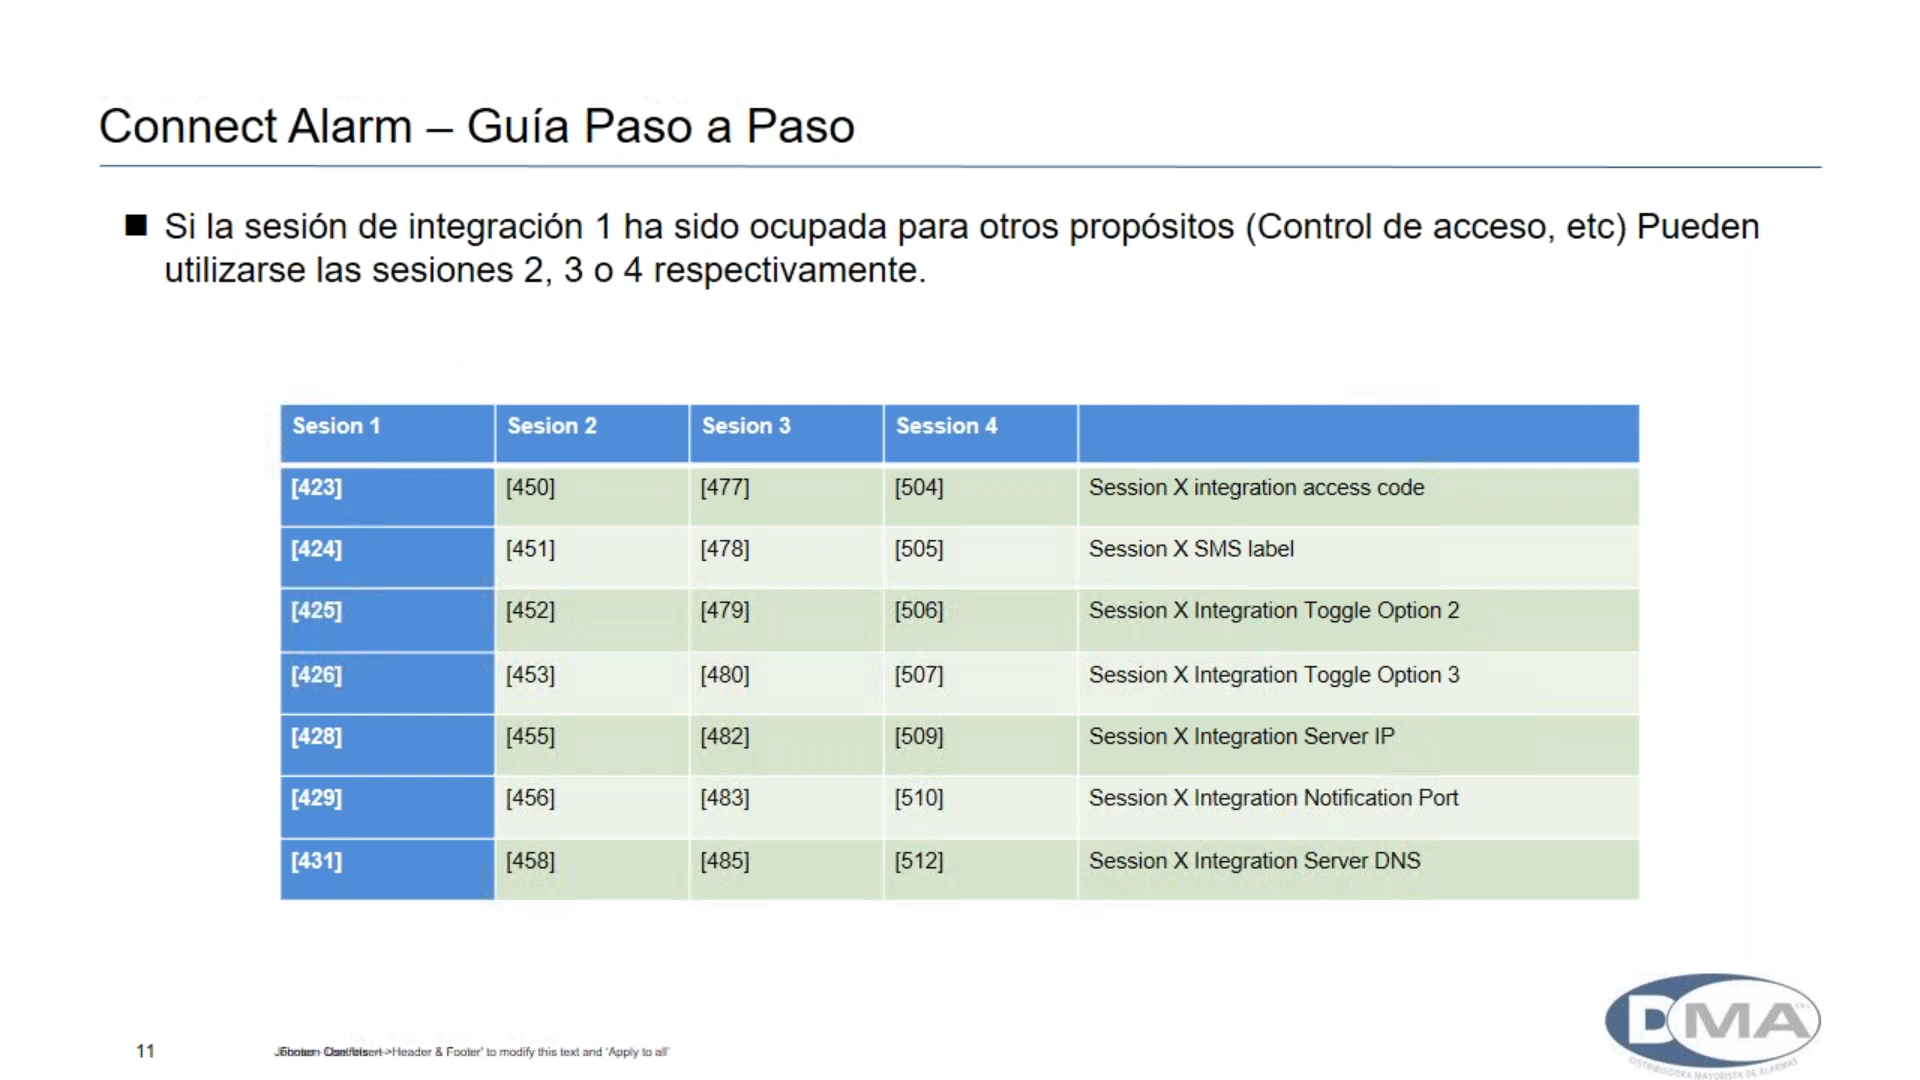 Connect Alarm – Guía Paso a Paso
■ Si la sesión de integración 1 ha sido ocupada para otros propósitos (Control de acceso, etc) Pueden
utilizarse las sesiones 2, 3 o 4 respectivamente.
Sesion 1 Sesion 2 Sesion 3 Session 4
[423] [450] [477] [504] Session X integration access code
[424] [451] [478] [505] Session X SMS label
[425] [452] [479] [506] Session X Integration Toggle Option 2
[426] [453] [480] [507] Session X Integration Toggle Option 3
[428] [455] [482] [509] Session X Integration Server IP
[429] [456] [483] [510] Session X Integration Notification Port
[431] [458] [485] [512] Session X Integration Server DNS
DMA
DISTRIBUIDORA MAYORISTA DE ALARMAS
11 >Header & Footer' to modify this text and 'Apply to all'